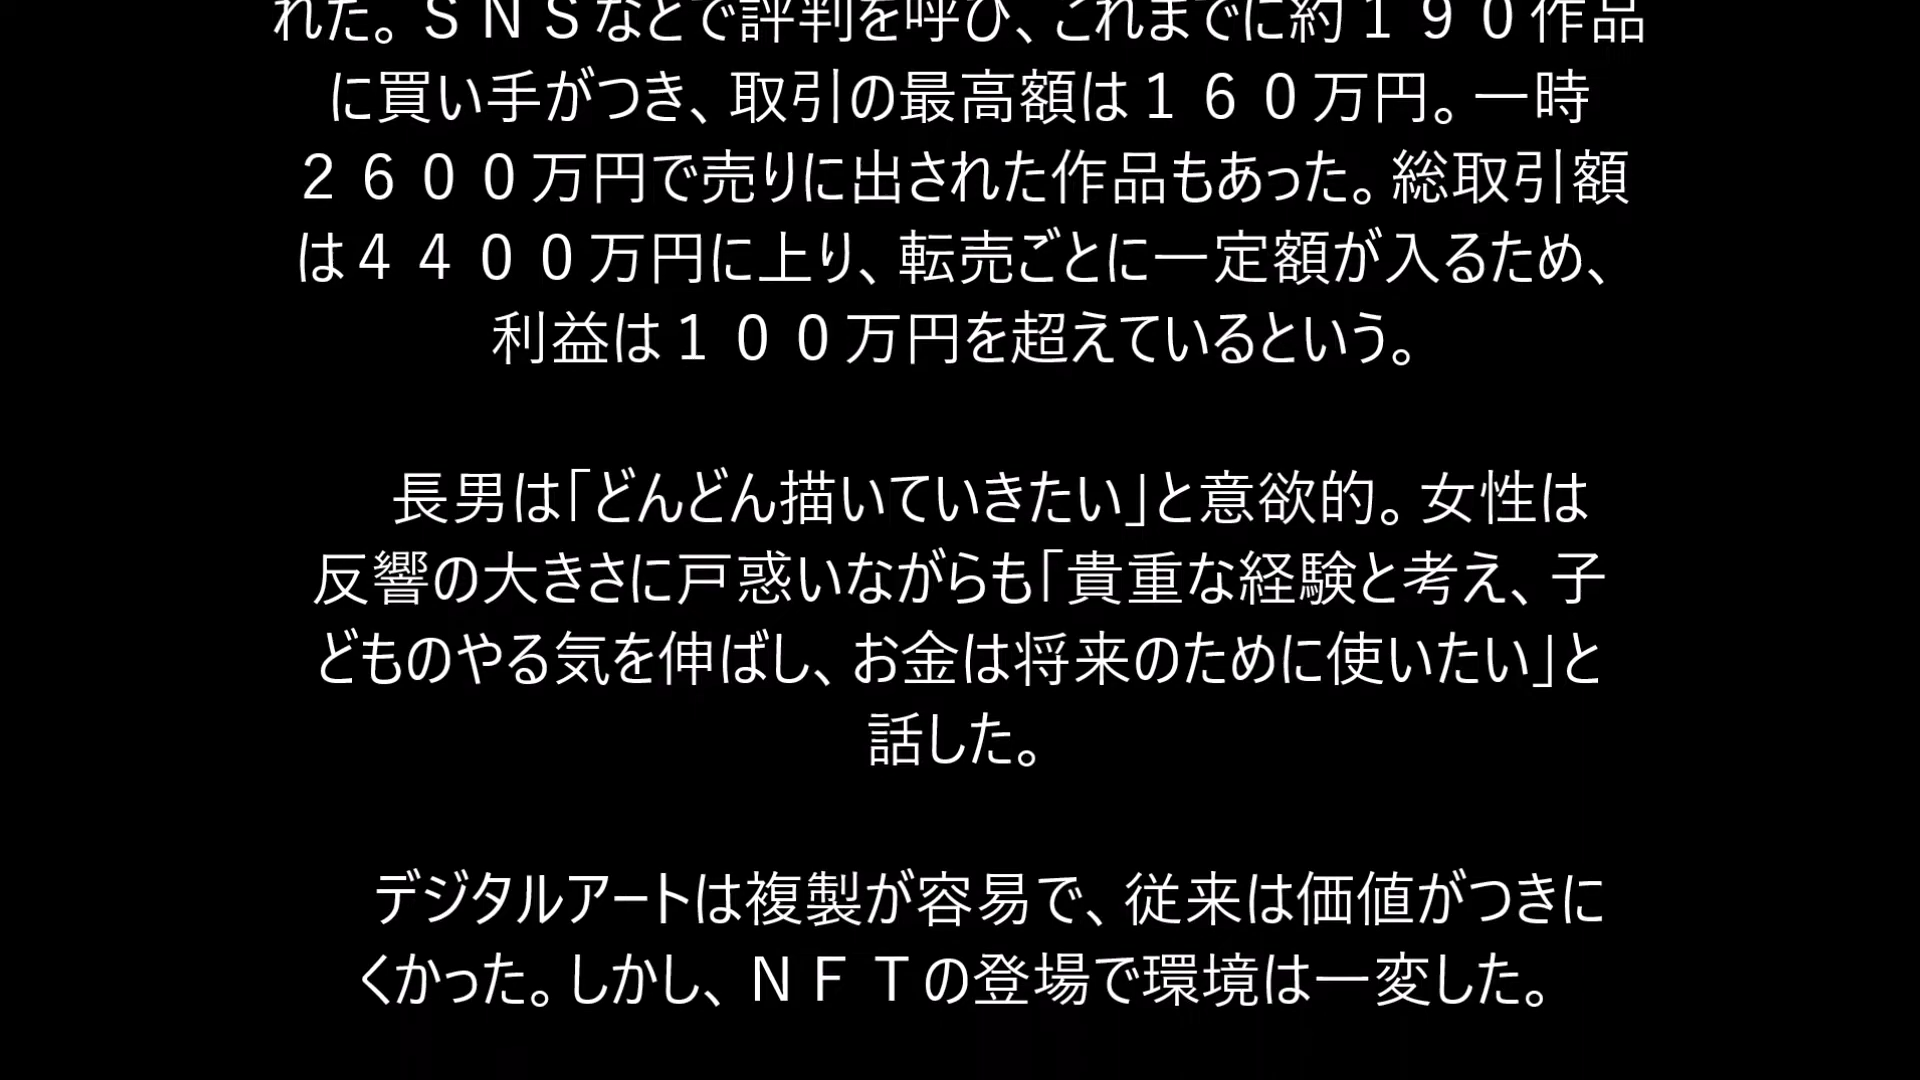 れた。ＳＮＳなどで評判を呼び、これまでに約１９０作品
に買い手がつき、取引の最高額は１６０万円。一時
２６００万円で売りに出された作品もあった。総取引額
は４４００万円に上り、転売ごとに一定額が入るため、
利益は１００万円を超えているという。
長男は「どんどん描いていきたい」と意欲的。女性は
反響の大きさに戸惑いながらも「貴重な経験と考え、子
どものやる気を伸ばし、お金は将来のために使いたい」と
話した。
デジタルアートは複製が容易で、従来は価値がつきに
くかった。しかし、ＮＦＴの登場で環境は一変した。